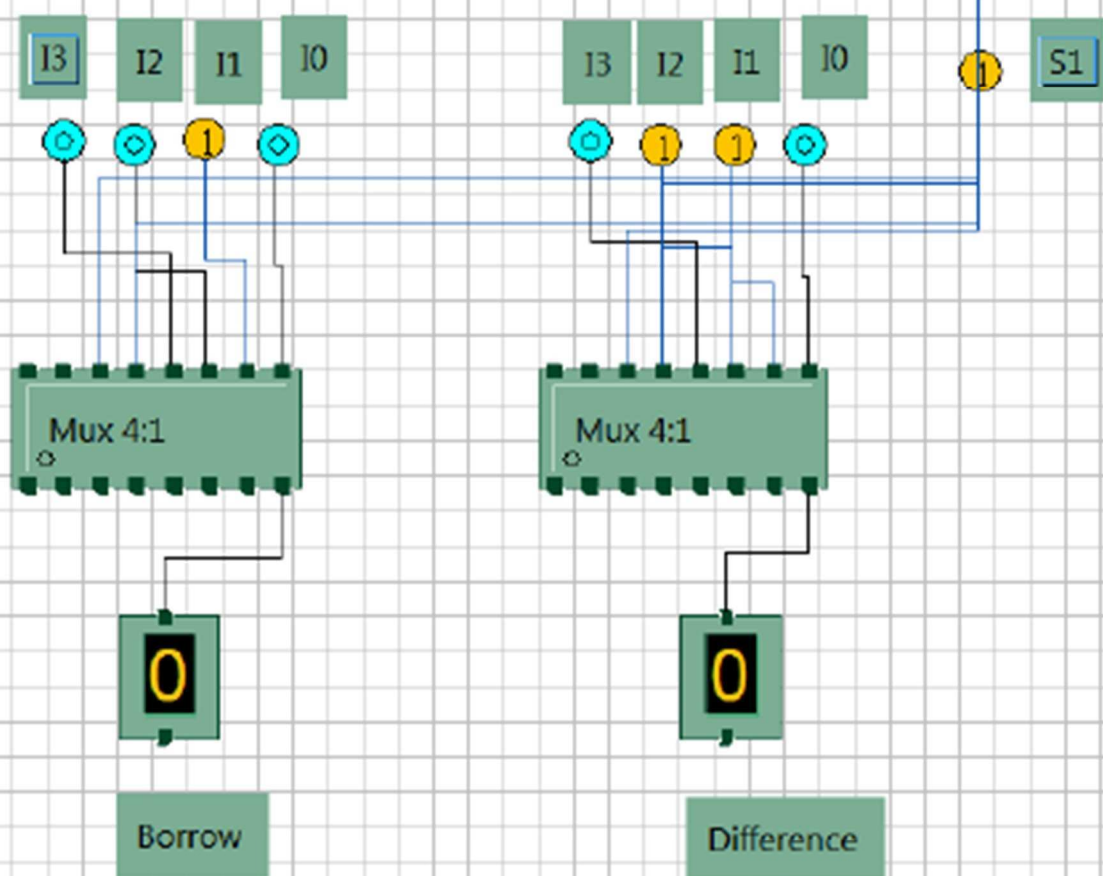 I3 I2 I1 I0 I3 I2 I1 I0 1 S1
1 1 1
Mux 4:1 Mux 4:1
0 0
Borrow Difference